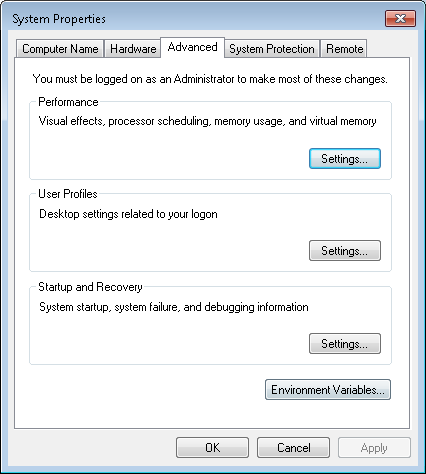 System Properties
Computer Name Hardware Advanced System Protection Remote
You must be logged on as an Administrator to make most of these changes.
Performance
Visual effects, processor scheduling, memory usage, and virtual memory
Settings...
User Profiles
Desktop settings related to your logon
Settings...
Startup and Recovery
System startup, system failure, and debugging information
Settings...
Environment Variables...
OK Cancel Apply